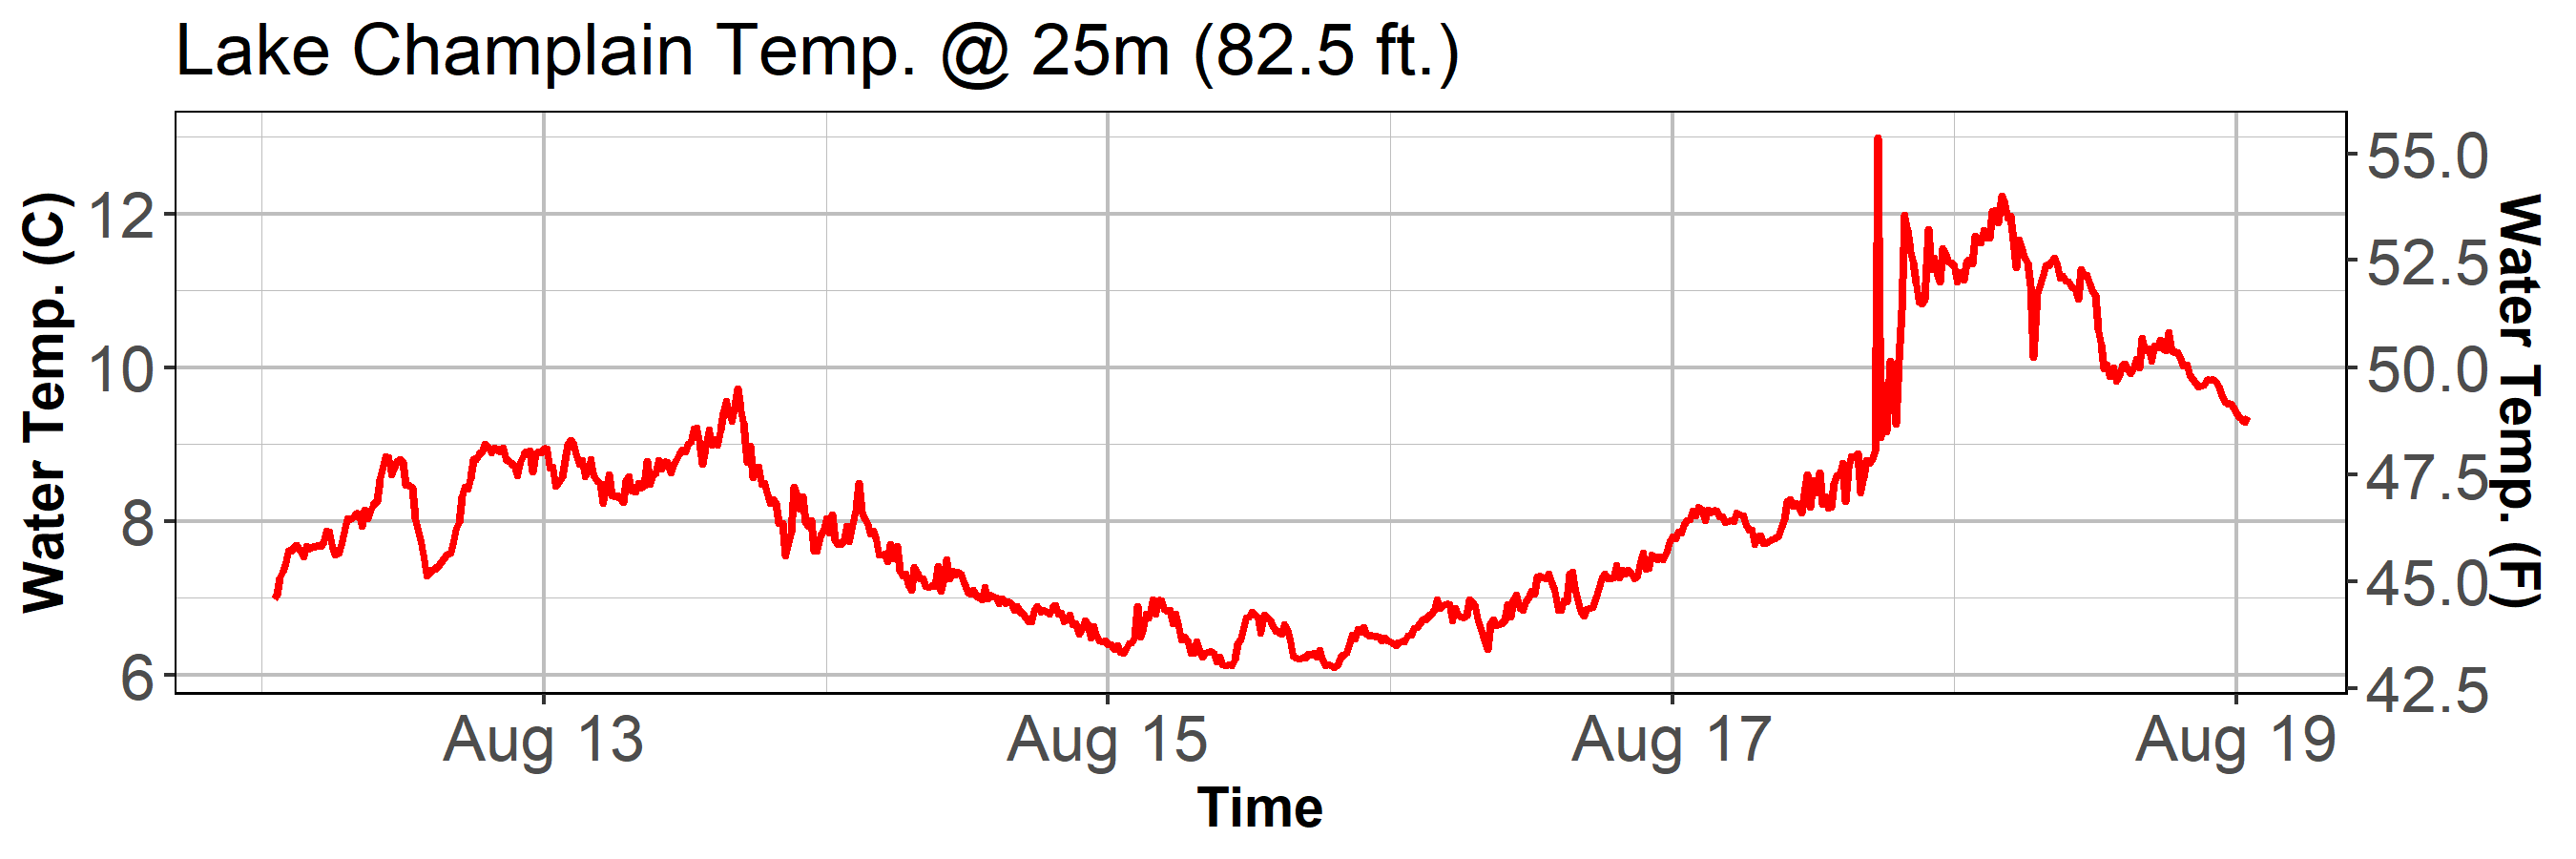 Lake Champlain Temp. @ 25m (82.5 ft.)
Water Temp. (C)
12
10
8
6
55.0
52.5
50.0
47.5
45.0
42.5
Water Temp. (F)
Aug 13
Aug 15
Aug 17
Aug 19
Time